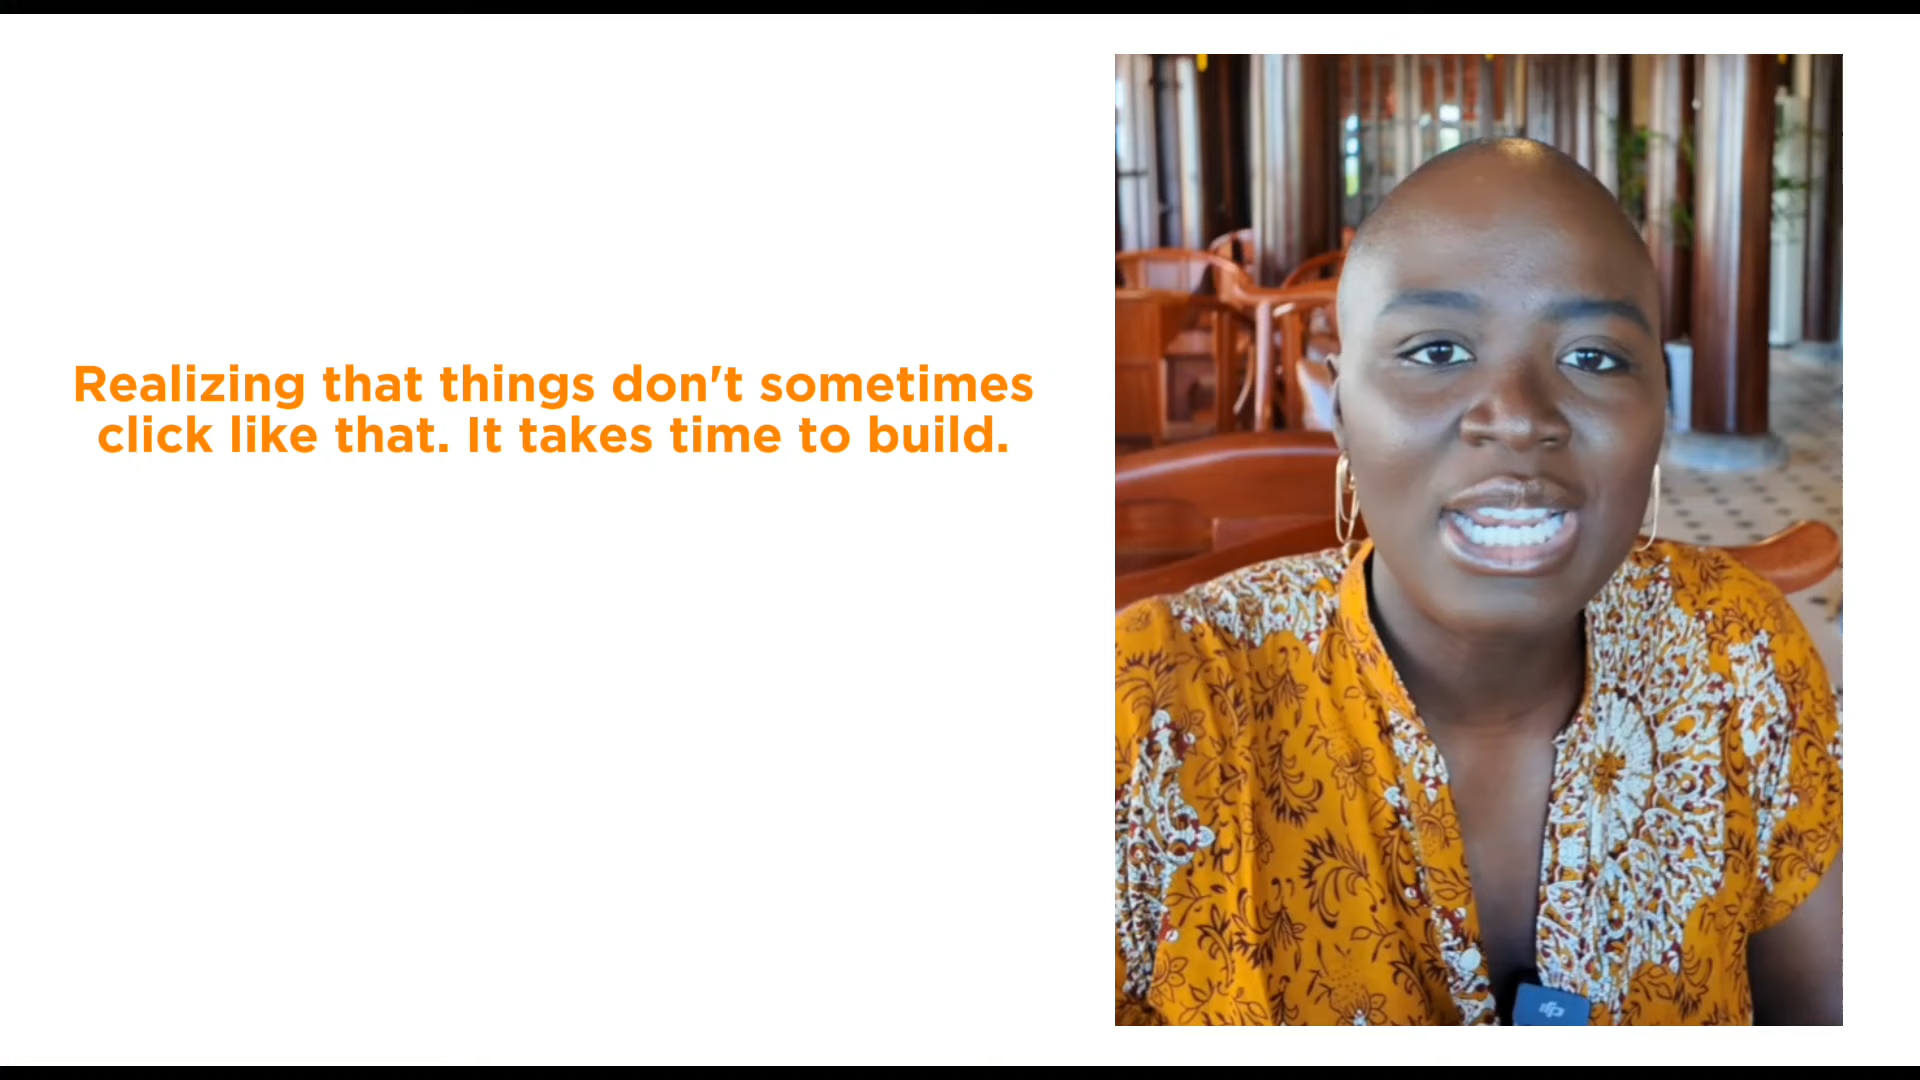 Realizing that things don't sometimes
click like that. It takes time to build.